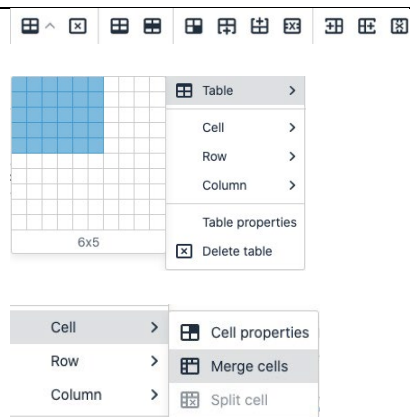 Table
Cell
Row
Column
Table properties
6x5
Delete table
Cell
Cell properties
Row
Merge cells
Column
Split cell